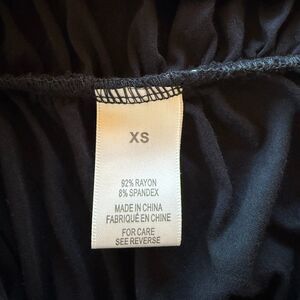 XS
92% RAYON
8% SPANDEX
MADE IN CHINA
FABRIQUÉ EN CHINE
FOR CARE
SEE REVERSE